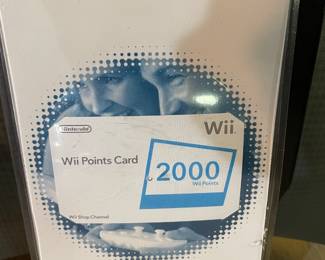 Nintendo
Wii
Wii Points Card
2000
Wii Points
Wii Shop Channel